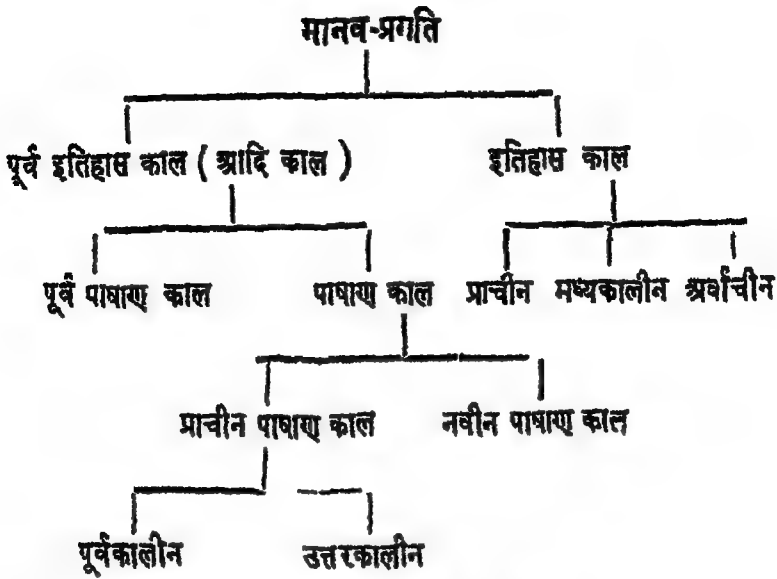 मानव-प्रगति
पूर्व इतिहास काल ( आदि काल ) इतिहास काल
पूर्व पाषाण काल पाषाण काल प्राचीन मध्यकालीन अर्वाचीन
प्राचीन पाषाण काल नवीन पाषाण काल
पूर्वकालीन उत्तरकालीन